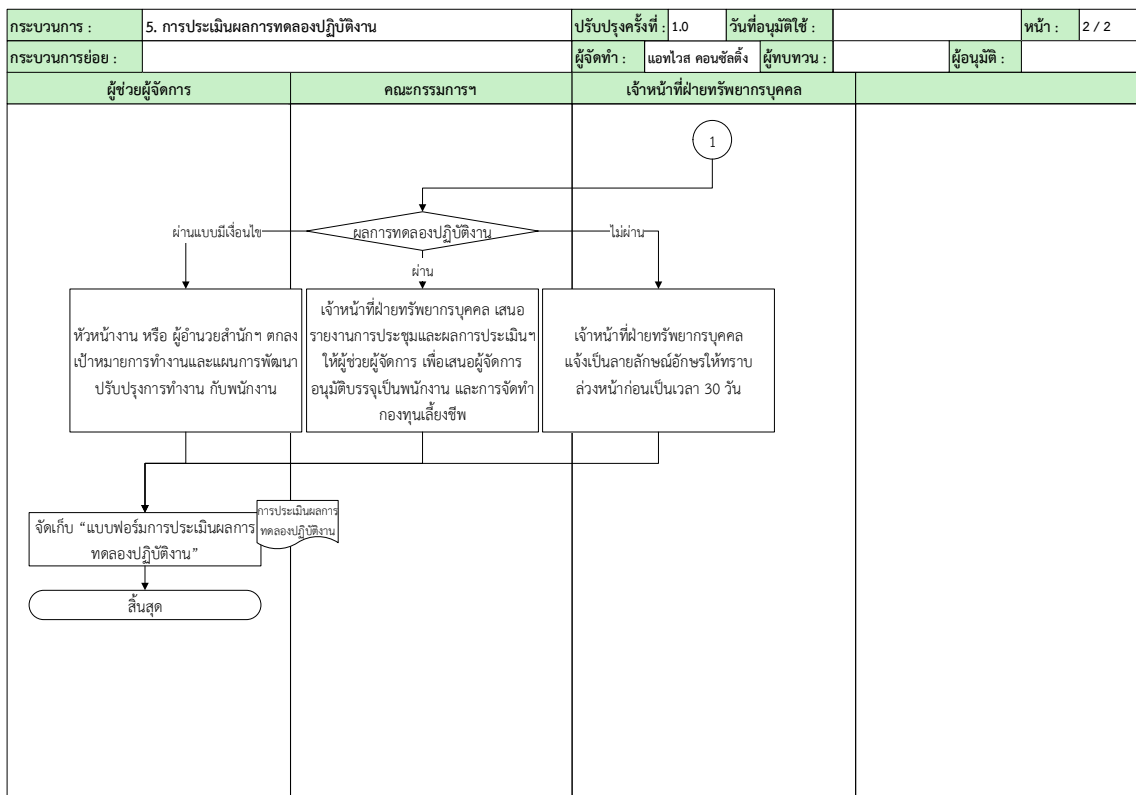 กระบวนการ : 5. การประเมินผลการทดลองปฏิบัติงาน ปรับปรุงครั้งที่ : 1.0 วันที่อนุมัติใช้ : หน้า : 2 / 2
กระบวนการย่อย : ผู้จัดทำ : แอทไวส คอนซัลติ้ง ผู้ทบทวน : ผู้อนุมัติ :
ผู้ช่วยผู้จัดการ คณะกรรมการฯ เจ้าหน้าที่ฝ่ายทรัพยากรบุคคล
1
ผ่านแบบมีเงื่อนไข
ผลการทดลองปฏิบัติงาน
ไม่ผ่าน
ผ่าน
หัวหน้างาน หรือ ผู้อำนวยสำนักฯ ตกลง
เป้าหมายการทำงานและแผนการพัฒนา
ปรับปรุงการทำงาน กับพนักงาน
เจ้าหน้าที่ฝ่ายทรัพยากรบุคคล เสนอ
รายงานการประชุมและผลการประเมินฯ
ให้ผู้ช่วยผู้จัดการ เพื่อเสนอผู้จัดการ
อนุมัติบรรจุเป็นพนักงาน และการจัดทำ
กองทุนเลี้ยงชีพ
เจ้าหน้าที่ฝ่ายทรัพยากรบุคคล
แจ้งเป็นลายลักษณ์อักษรให้ทราบ
ล่วงหน้าก่อนเป็นเวลา 30 วัน
จัดเก็บ “แบบฟอร์มการประเมินผลการ
ทดลองปฏิบัติงาน”
การประเมินผลการ
ทดลองปฏิบัติงาน
สิ้นสุด